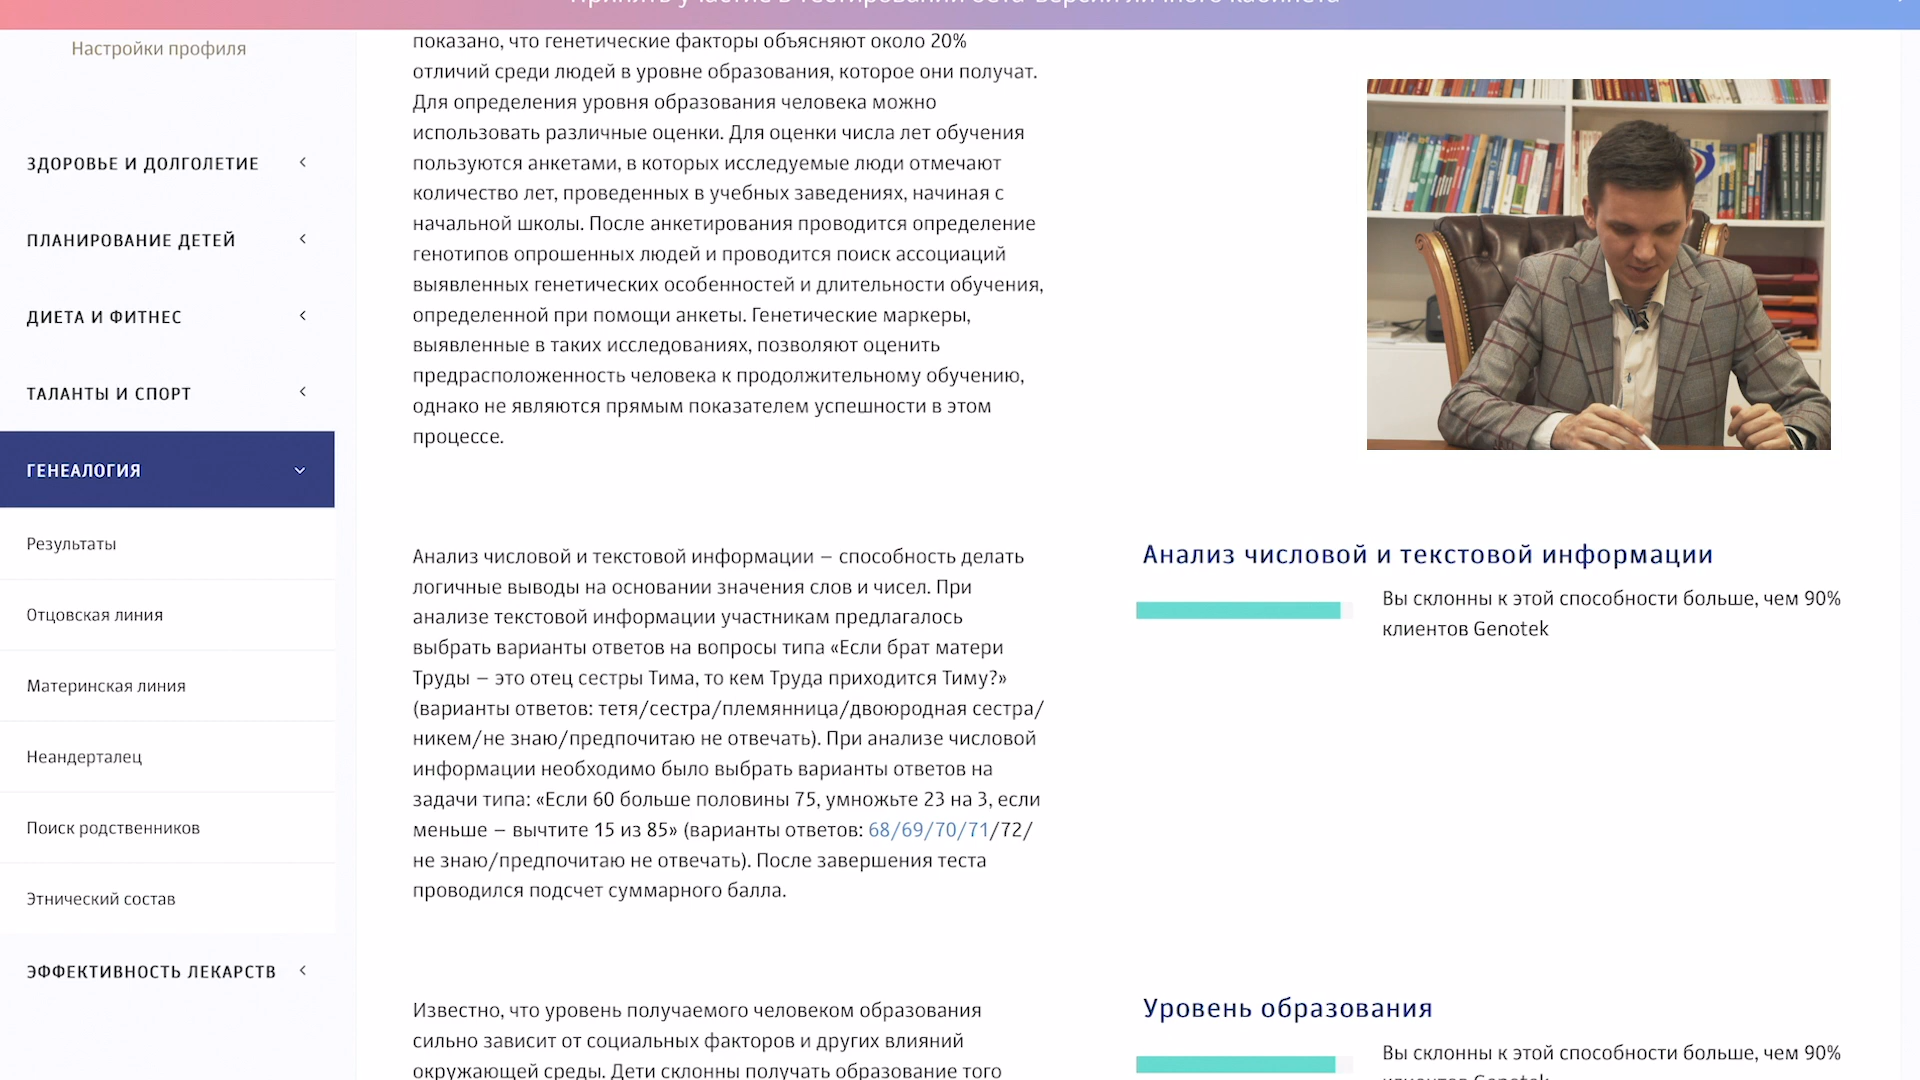 Принять участие в тестировании бета-версии личного кабинета
Настройки профиля
ЗДОРОВЬЕ И ДОЛГОЛЕТИЕ
ПЛАНИРОВАНИЕ ДЕТЕЙ
ДИЕТА И ФИТНЕС
ТАЛАНТЫ И СПОРТ
ГЕНЕАЛОГИЯ
Результаты
Отцовская линия
Материнская линия
Неандерталец
Поиск родственников
Этнический состав
ЭФФЕКТИВНОСТЬ ЛЕКАРСТВ
показано, что генетические факторы объясняют около 20%
отличий среди людей в уровне образования, которое они получат.
Для определения уровня образования человека можно
использовать различные оценки. Для оценки числа лет обучения
пользуются анкетами, в которых исследуемые люди отмечают
количество лет, проведенных в учебных заведениях, начиная с
начальной школы. После анкетирования проводится определение
генотипов опрошенных людей и проводится поиск ассоциаций
выявленных генетических особенностей и длительности обучения,
определенной при помощи анкеты. Генетические маркеры,
выявленные в таких исследованиях, позволяют оценить
предрасположенность человека к продолжительному обучению,
однако не являются прямым показателем успешности в этом
процессе.
Анализ числовой и текстовой информации – способность делать
логичные выводы на основании значения слов и чисел. При
анализе текстовой информации участникам предлагалось
выбрать варианты ответов на вопросы типа «Если брат матери
Труды – это отец сестры Тима, то кем Труда приходится Тиму?»
(варианты ответов: тетя/сестра/племянница/двоюродная сестра/
никем/не знаю/предпочитаю не отвечать). При анализе числовой
информации необходимо было выбрать варианты ответов на
задачи типа: «Если 60 больше половины 75, умножьте 23 на 3, если
меньше – вычтите 15 из 85» (варианты ответов: 68/69/70/71/72/
не знаю/предпочитаю не отвечать). После завершения теста
проводился подсчет суммарного балла.
Анализ числовой и текстовой информации
Вы склонны к этой способности больше, чем 90%
клиентов Genotek
Известно, что уровень получаемого человеком образования
сильно зависит от социальных факторов и других влияний
окружающей среды. Дети склонны получать образование того
Уровень образования
Вы склонны к этой способности больше, чем 90%
клиентов Genotek